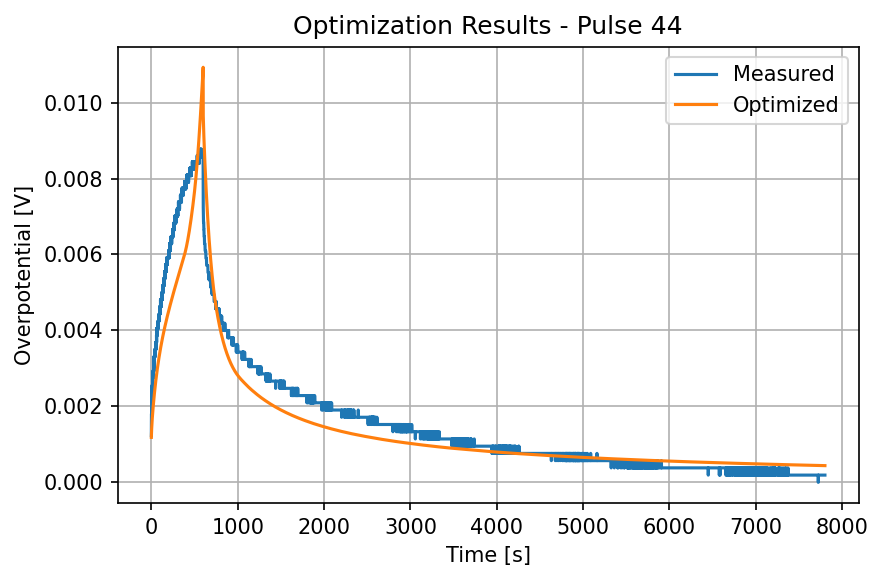 Optimization Results - Pulse 44
Measured
Optimized
Overpotential [V]
0.010
0.008
0.006
0.004
0.002
0.000
0 1000 2000 3000 4000 5000 6000 7000 8000
Time [s]